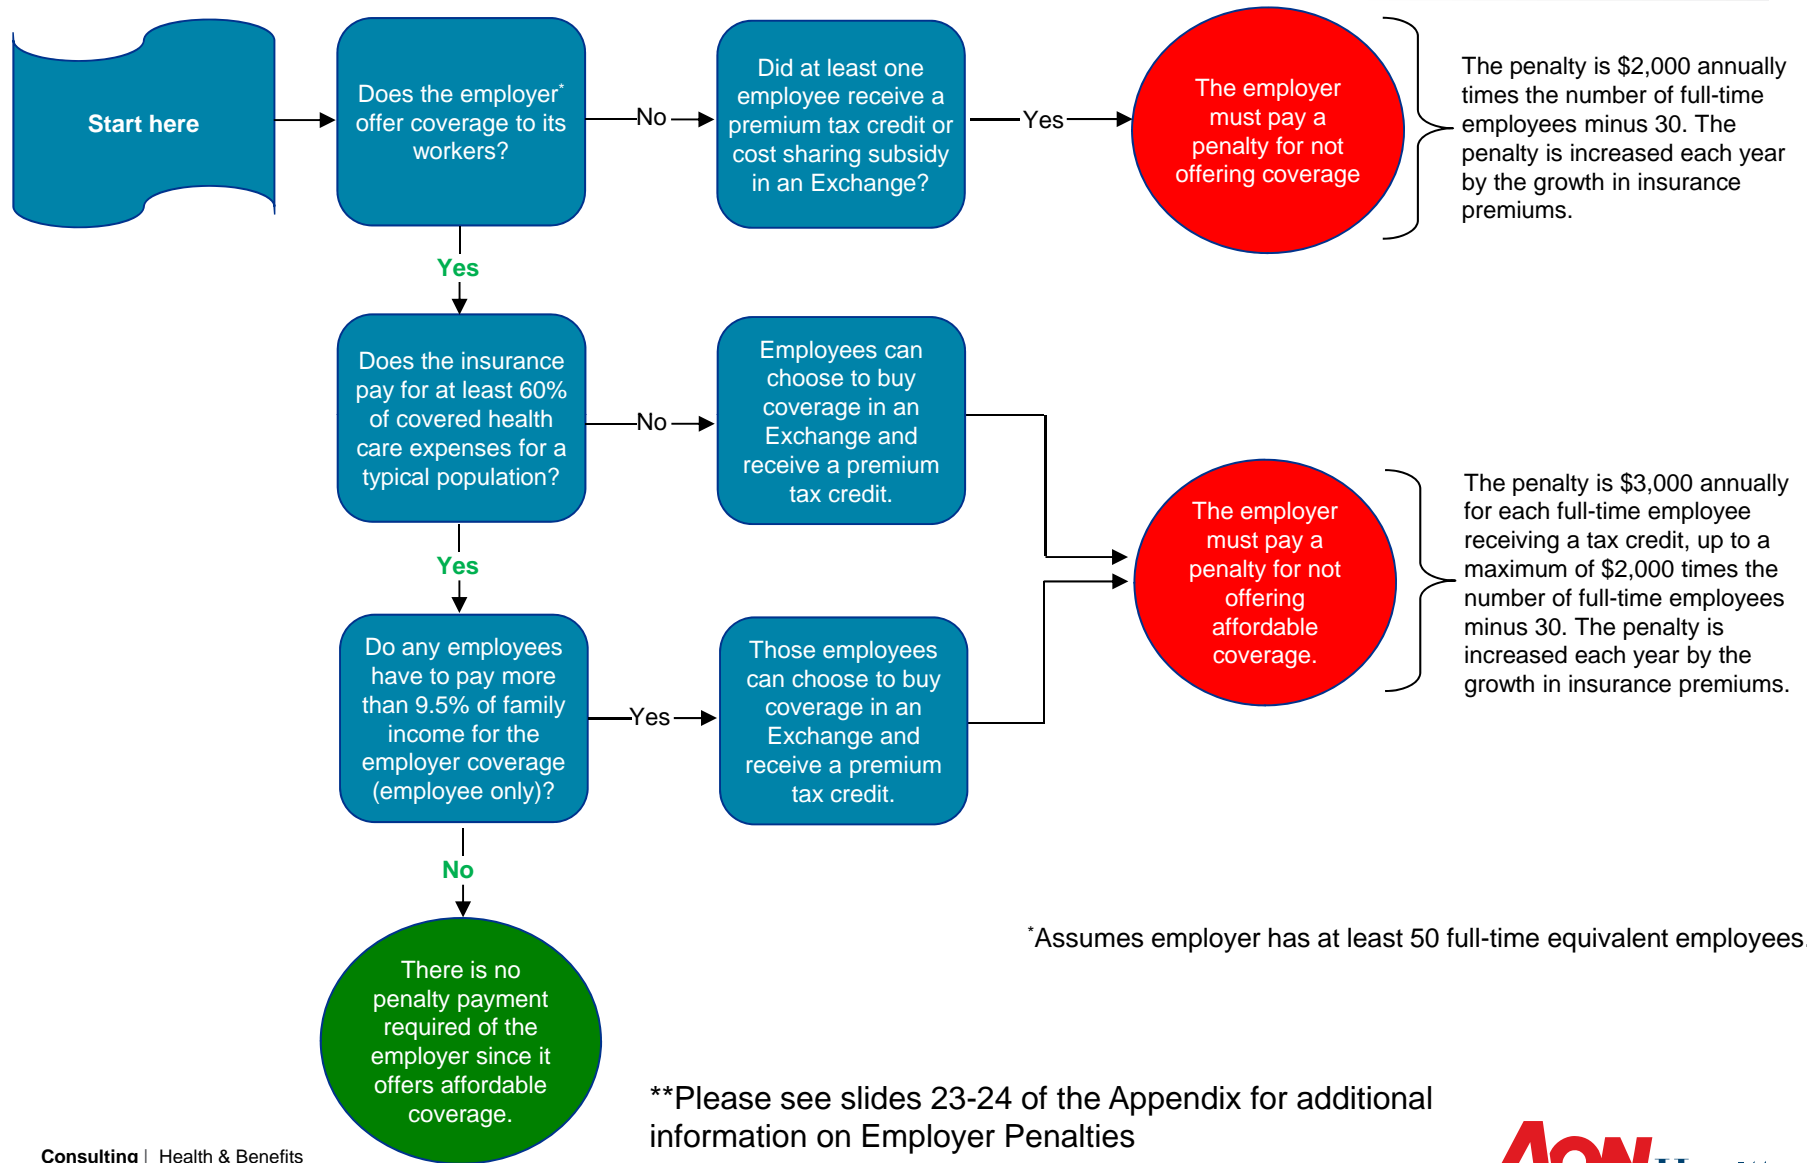 Start here
Does the employer*
offer coverage to its
workers?
No
Did at least one
employee receive a
premium tax credit or
cost sharing subsidy
in an Exchange?
Yes
The employer
must pay a
penalty for not
offering coverage
The penalty is $2,000 annually
times the number of full-time
employees minus 30. The
penalty is increased each year
by the growth in insurance
premiums.
Yes
Does the insurance
pay for at least 60%
of covered health
care expenses for a
typical population?
No
Employees can
choose to buy
coverage in an
Exchange and
receive a premium
tax credit.
The employer
must pay a
penalty for not
offering
affordable
coverage.
The penalty is $3,000 annually
for each full-time employee
receiving a tax credit, up to a
maximum of $2,000 times the
number of full-time employees
minus 30. The penalty is
increased each year by the
growth in insurance premiums.
Yes
Do any employees
have to pay more
than 9.5% of family
income for the
employer coverage
(employee only)?
Yes
Those employees
can choose to buy
coverage in an
Exchange and
receive a premium
tax credit.
No
There is no
penalty payment
required of the
employer since it
offers affordable
coverage.
*Assumes employer has at least 50 full-time equivalent employees.
**Please see slides 23-24 of the Appendix for additional
information on Employer Penalties
Consulting | Health & Benefits
AON